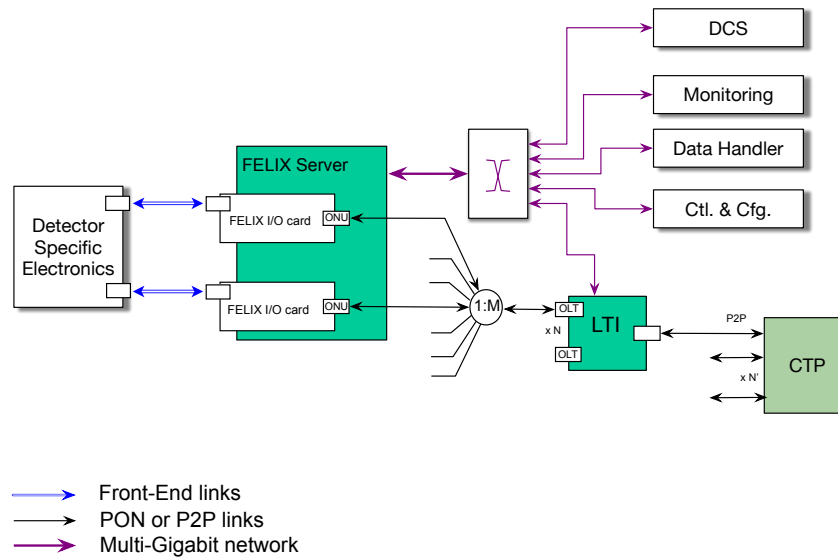 DCS
Monitoring
Data Handler
Ctl. & Cfg.
FELIX Server
FELIX I/O card
ONU
FELIX I/O card
ONU
Detector
Specific
Electronics
1:M
x N
OLT
OLT
LTI
P2P
x N'
CTP
Front-End links
PON or P2P links
Multi-Gigabit network